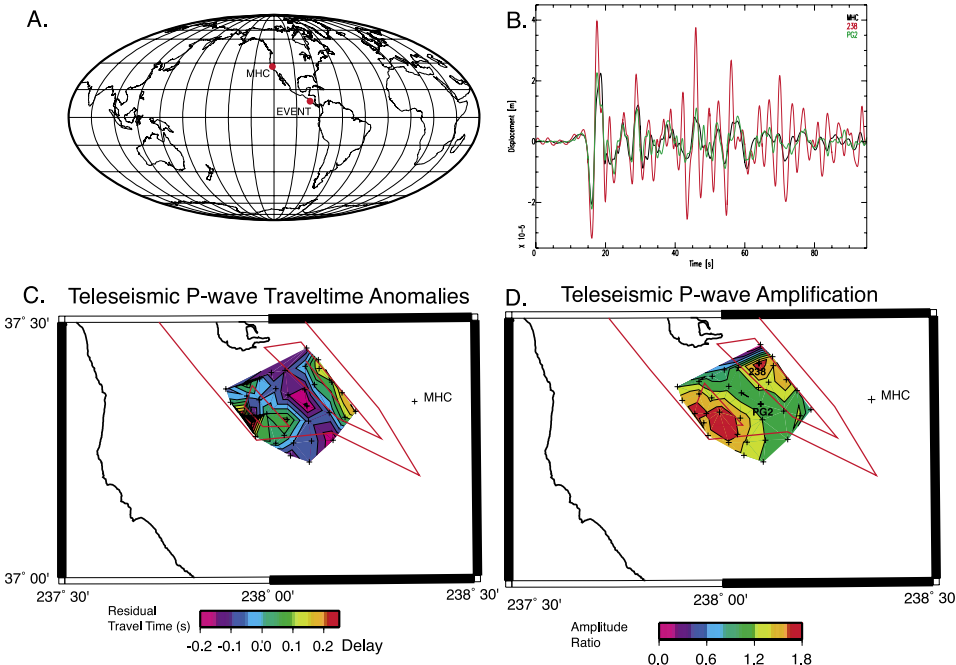 A.
MHC
EVENT
B.
MHC
238
PG2
Displacement [m]
4
2
0
-2
X 10-5
0
20
40
60
80
Time [s]
C.
Teleseismic P-wave Traveltime Anomalies
37° 30'
MHC
37° 00'
237° 30'
238° 00'
238° 30'
Residual
Travel Time (s)
-0.2 -0.1 0.0 0.1 0.2 Delay
D.
Teleseismic P-wave Amplification
238
PG2
MHC
237° 30'
238° 00'
238° 30'
Amplitude
Ratio
0.0 0.6 1.2 1.8